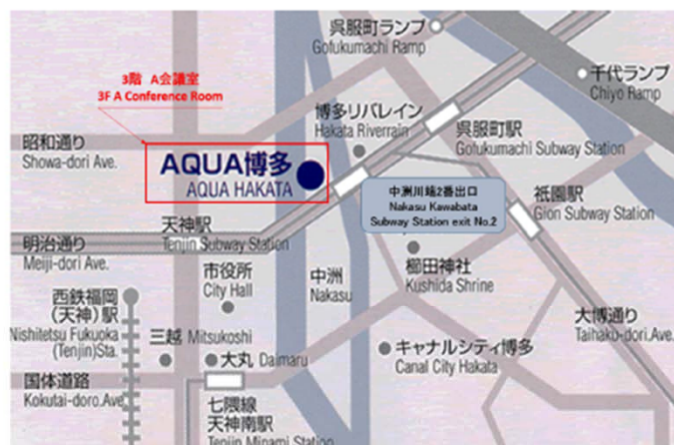 呉服町ランプ
Gofukumachi Ramp
千代ランプ
Chiyo Ramp
3階 A会議室
3F A Conference Room
博多リバレイン
Hakata Riverrain
呉服町駅
Gofukumachi Subway Station
昭和通り
Showa-dori Ave.
AQUA博多
AQUA HAKATA
中洲川端2番出口
Nakasu Kawabata
Subway Station exit No.2
祇園駅
Gion Subway Station
天神駅
Tenjin Subway Station
明治通り
Meiji-dori Ave.
市役所
City Hall
中洲
Nakasu
櫛田神社
Kushida Shrine
西鉄福岡
(天神)駅
Nishitetsu Fukuoka
(Tenjin)Sta.
大博通り
Taihaku-dori.Ave.
三越 Mitsukoshi
大丸 Daimaru
キャナルシティ博多
Canal City Hakata
国体道路
Kokutai-doro.Ave.
七隈線
天神南駅
Tenjin Minami Station